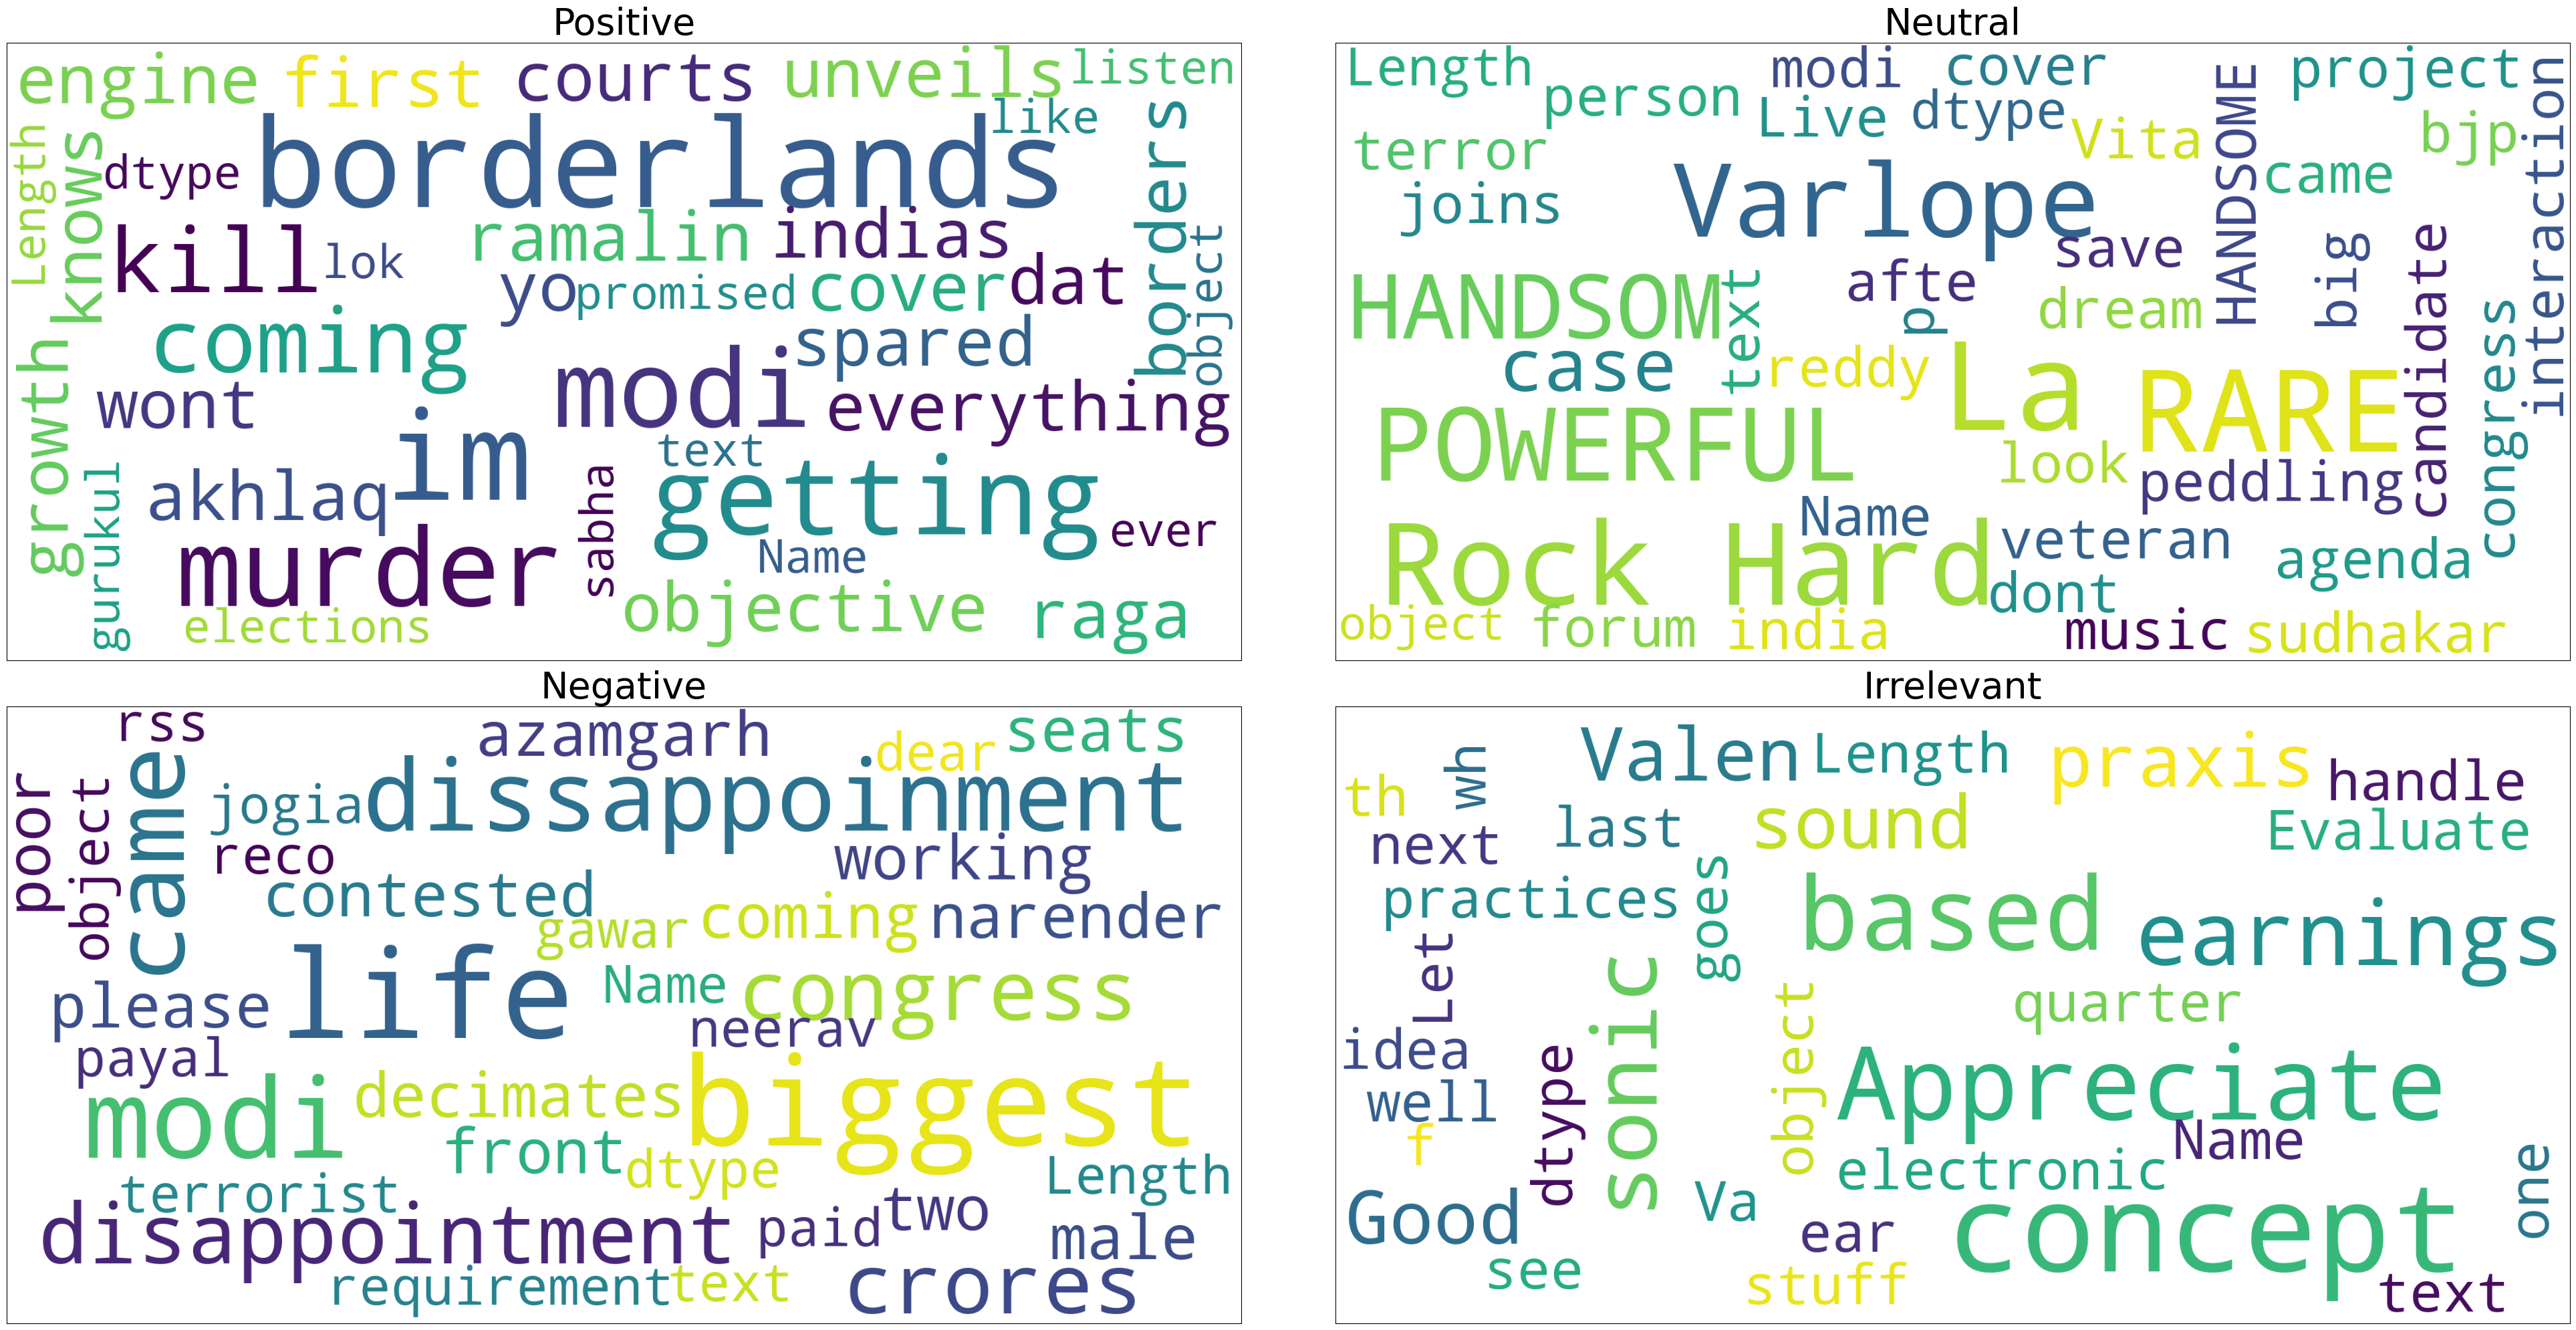 Positive
engine first courts unveils listen
like
borderlands
Length
knows
dtype
borders
kill
lok
ramalin
indias
yo
promised
cover
dat
object
coming
spared
modi
everything
growth
wont
im
akhlaq
text
getting
gurukul
sabha
ever
murder
Name
elections
objective
raga
Neutral
Length
person
modi
cover
Live
dtype
Vita
HANDSOME
project
bjp
interaction
terror
joins
Varlope
came
save
afte
big
candidate
HANDSOM
text
p
dream
case
reddy
La
RARE
congress
POWERFUL
look
peddling
Name
Rock Hard
veteran
agenda
dont
object
forum
india
music
sudhakar
Negative
rss
azamgarh
dear
seats
poor
object
came
jogia
dissappoinment
reco
working
contested
gawar
coming
narender
life
Name
congress
please
neerav
payal
modi
decimates
biggest
front
dtype
terrorist
Length
disappointment
paid
two
male
requirement
text
crores
Irrelevant
th
wh
Valen
Length
praxis
handle
next
last
sound
Evaluate
practices
goes
based
earnings
Let
sonic
idea
object
quarter
well
dtype
Appreciate
f
Name
electronic
Va
one
Good
ear
concept
see
stuff
text